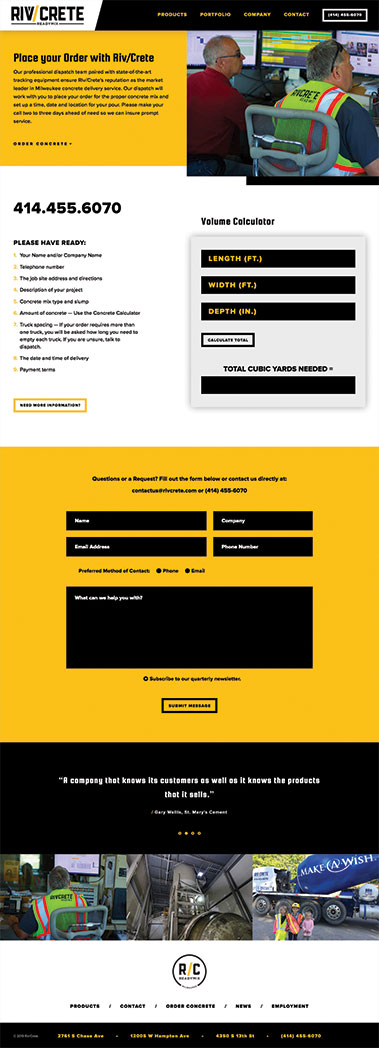 RIV/CRETE
READYMIX
PRODUCTS PORTFOLIO COMPANY CONTACT (414) 455-6070
Place your Order with Riv/Crete
Our professional dispatch team paired with state-of-the-art
tracking equipment ensure Riv/Crete's reputation as the market
leader in Milwaukee concrete delivery service. Our dispatch will
work with you to place your order for the proper concrete mix and
set up a time, date and location for your pour. Please make your
call two to three days ahead of need so we can insure prompt
service.
ORDER CONCRETE
RIV/CRETE
414.455.6070
PLEASE HAVE READY:
1. Your Name and/or Company Name
2. Telephone number
3. The job site address and directions
4. Description of your project
5. Concrete mix type and slump
6. Amount of concrete — Use the Concrete Calculator
7. Truck spacing — If your order requires more than
one truck, you will be asked how long you need to
empty each truck. If you are unsure, talk to
dispatch.
8. The date and time of delivery
9. Payment terms
NEED MORE INFORMATION?
Volume Calculator
LENGTH (FT.)
WIDTH (FT.)
DEPTH (IN.)
CALCULATE TOTAL
TOTAL CUBIC YARDS NEEDED =
Questions or a Request? Fill out the form below or contact us directly at:
contactus@rivcrete.com or (414) 455-6070
Name Company
Email Address Phone Number
Preferred Method of Contact: Phone Email
What can we help you with?
Subscribe to our quarterly newsletter.
SUBMIT MESSAGE
"A company that knows its customers as well as it knows the products
that it sells."
/ Gary Wells, St. Mary's Cement
RIV/CRETE
MAKE-A-WISH
R/C
READYMIX
PRODUCTS / CONTACT / ORDER CONCRETE / NEWS / EMPLOYMENT
2761 S Chase Ave • 12005 W Hampton Ave • 4350 S 13th St • (414) 455-6070